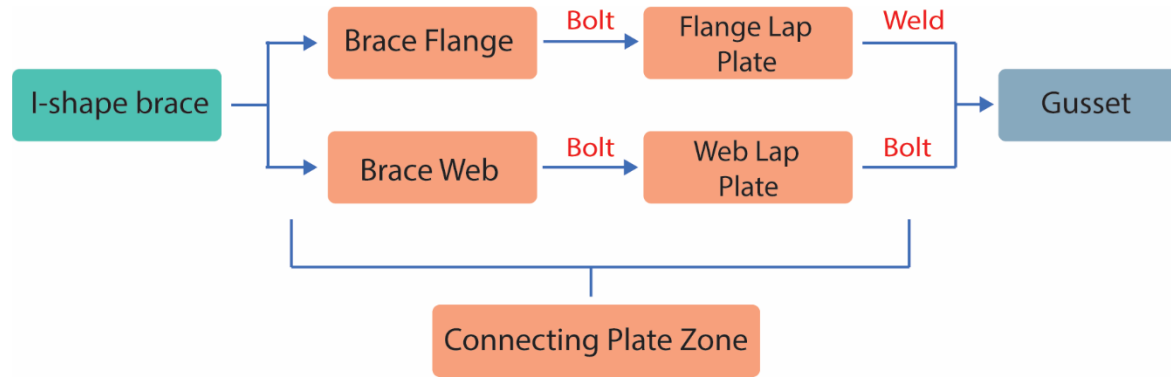 I-shape brace
Brace Flange
Bolt
Flange Lap
Plate
Weld
Brace Web
Bolt
Web Lap
Plate
Bolt
Gusset
Connecting Plate Zone